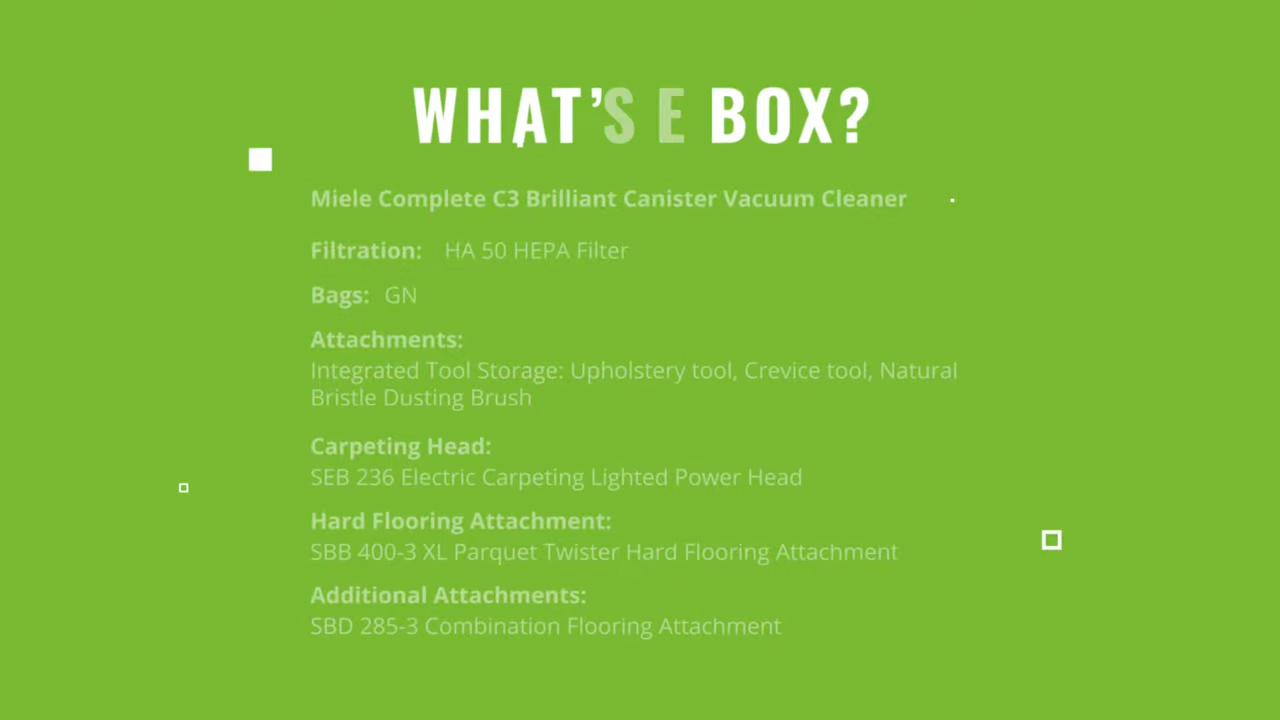 WHAT'S E BOX?
Miele Complete C3 Brilliant Canister Vacuum Cleaner
Filtration: HA 50 HEPA Filter
Bags: GN
Attachments:
Integrated Tool Storage: Upholstery tool, Crevice tool, Natural
Bristle Dusting Brush
Carpeting Head:
SEB 236 Electric Carpeting Lighted Power Head
Hard Flooring Attachment:
SBB 400-3 XL Parquet Twister Hard Flooring Attachment
Additional Attachments:
SBD 285-3 Combination Flooring Attachment